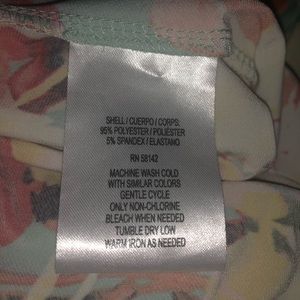 SHELL / CUERPO / CORPS:
95% POLYESTER / POLIÉSTER
5% SPANDEX / ELASTANO
RN 58142
MACHINE WASH COLD
WITH SIMILAR COLORS
GENTLE CYCLE
ONLY NON-CHLORINE
BLEACH WHEN NEEDED
TUMBLE DRY LOW
WARM IRON AS NEEDED